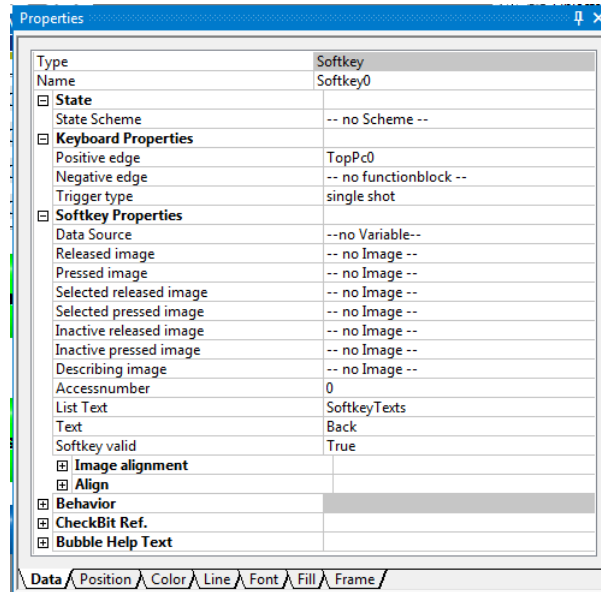 Properties
Type Softkey
Name Softkey0
State
State Scheme -- no Scheme --
Keyboard Properties
Positive edge TopPc0
Negative edge -- no functionblock --
Trigger type single shot
Softkey Properties
Data Source --no Variable--
Released image -- no Image --
Pressed image -- no Image --
Selected released image -- no Image --
Selected pressed image -- no Image --
Inactive released image -- no Image --
Inactive pressed image -- no Image --
Describing image -- no Image --
Accessnumber 0
List Text SoftkeyTexts
Text Back
Softkey valid True
Image alignment
Align
Behavior
CheckBit Ref.
Bubble Help Text
Data Position Color Line Font Fill Frame